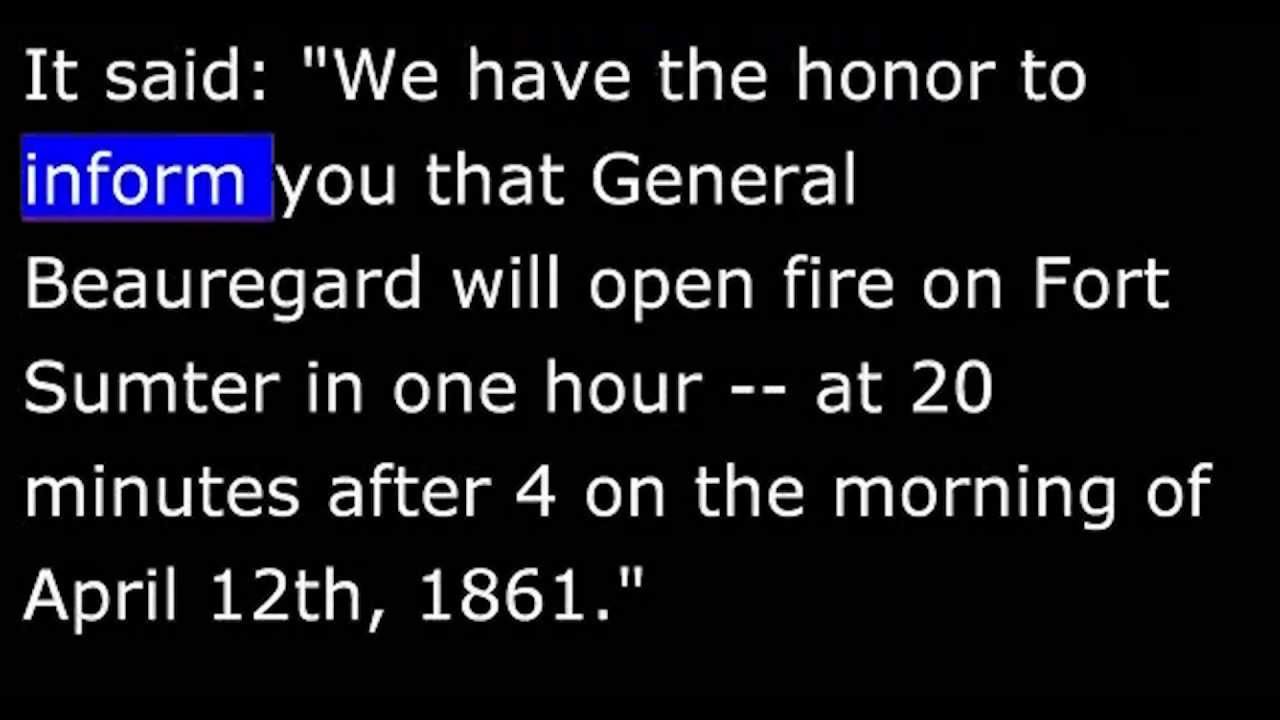 It said: "We have the honor to
inform you that General
Beauregard will open fire on Fort
Sumter in one hour -- at 20
minutes after 4 on the morning of
April 12th, 1861."